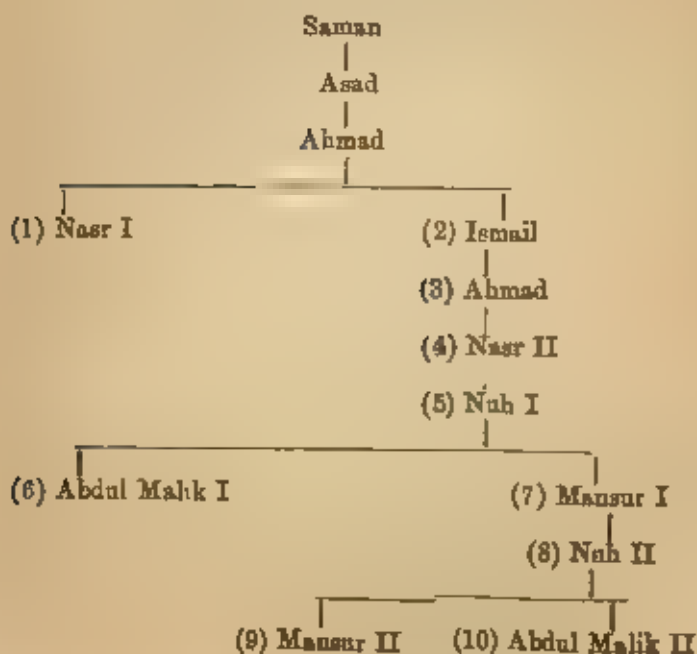 Saman
Asad
Ahmad
(1) Nasr I (2) Ismail
(3) Ahmad
(4) Nasr II
(5) Nuh I
(6) Abdul Malik I (7) Mansur I
(8) Nuh II
(9) Mansur II (10) Abdul Malik II